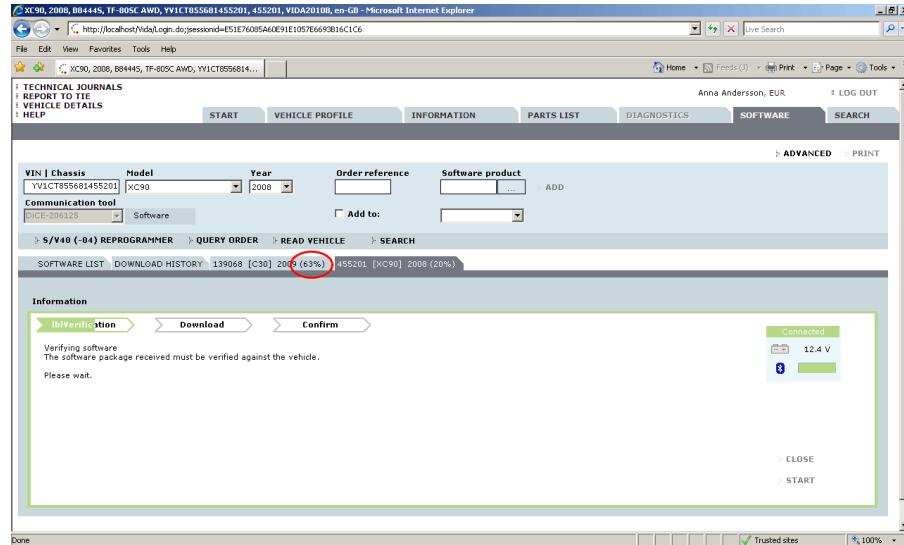 XC90, 2008, B8444S, TF-80SC AWD, YV1CT855681455201, 455201, VIDA2010B, en-GB - Microsoft Internet Explorer
http://localhost/Vida/Login.do;jsessionid=E51E76085A60E91E1057E6693B16C1C6
Live Search
File Edit View Favorites Tools Help
XC90, 2008, B8444S, TF-80SC AWD, YV1CT8556814...
Home Feeds (J) Print Page Tools
TECHNICAL JOURNALS
REPORT TO TIE
VEHICLE DETAILS
HELP
Anna Andersson, EUR LOG OUT
START VEHICLE PROFILE INFORMATION PARTS LIST DIAGNOSTICS SOFTWARE SEARCH
ADVANCED PRINT
VIN | Chassis Model Year Order reference Software product
YV1CT855681455201 XC90 2008 ... ADD
Communication tool
DiCE-206125 Software Add to:
S/V40 (-04) REPROGRAMMER QUERY ORDER READ VEHICLE SEARCH
SOFTWARE LIST DOWNLOAD HISTORY 139068 [C30] 2009 (63%) 455201 [XC90] 2008 (20%)
Information
lblVerification Download Confirm
Connected
Verifying software
The software package received must be verified against the vehicle.
12.4 V
Please wait.
CLOSE
START
Done Trusted sites 100%